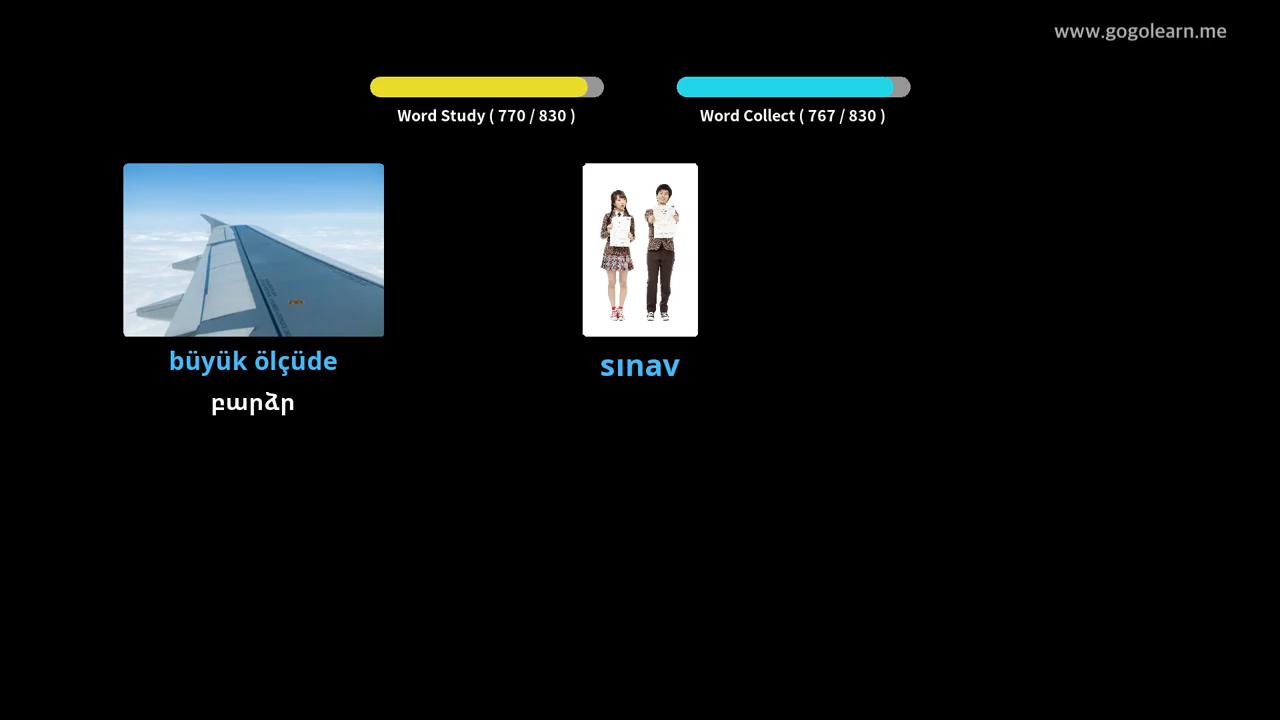 www.gogolearn.me
Word Study ( 770 / 830 )
Word Collect ( 767 / 830 )
büyük ölçüde
բարձր
sınav